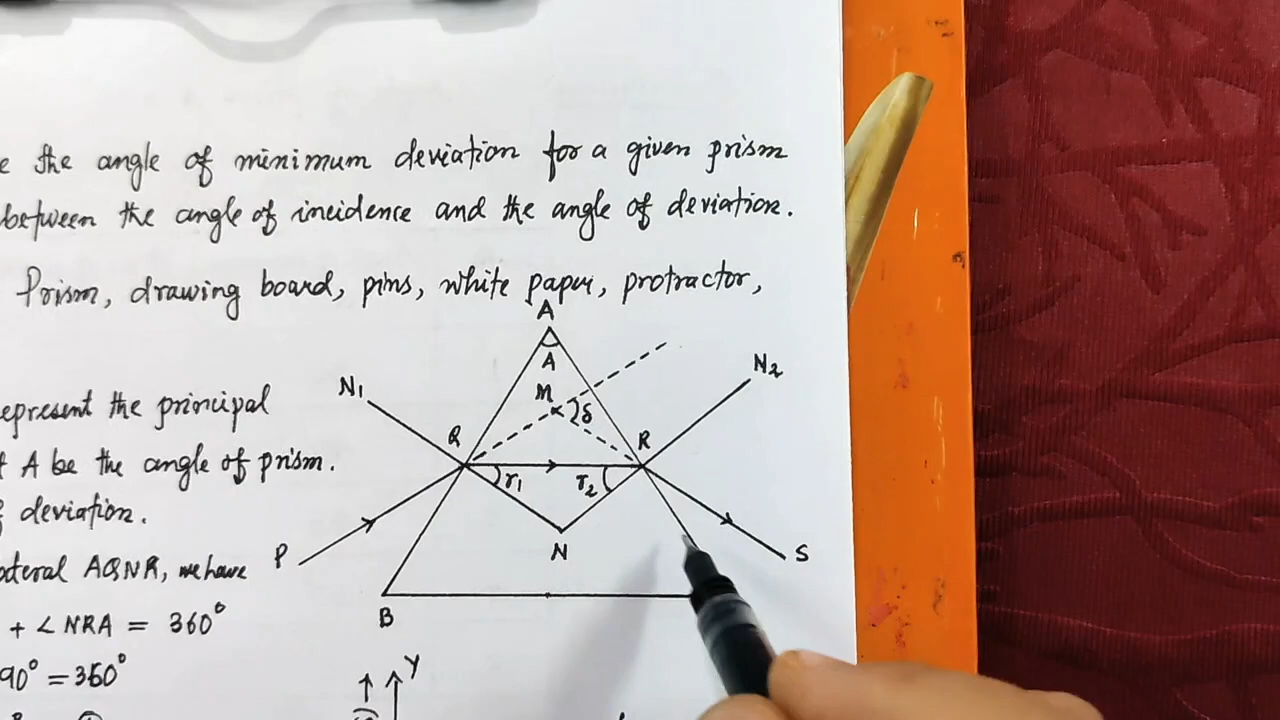 e the angle of minimum deviation for a given prism
between the angle of incidence and the angle of deviation.
Prism, drawing board, pins, white paper, protractor,
A
A
N1
N2
M
δ
epresent the principal
Q
R
t A be the angle of prism.
r1
r2
deviation.
P
N
S
ateral AQNR, we have
B
+ ∠NRA = 360°
90° = 360°
Y